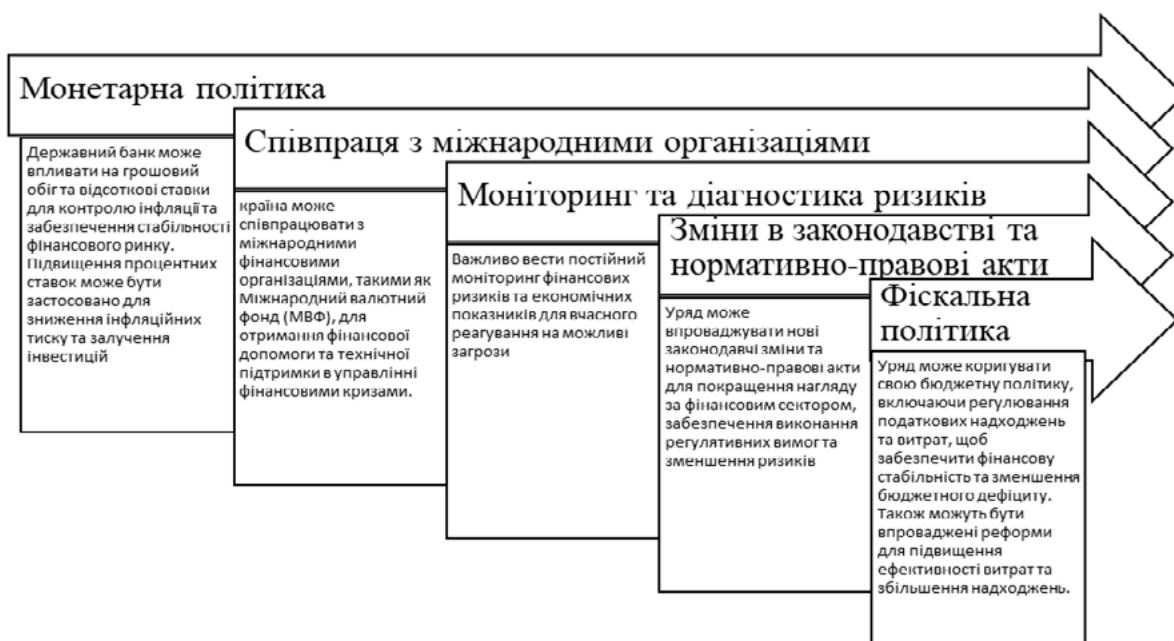 Монетарна політика
Державний банк може
впливати на грошовий
обіг та відсоткові ставки
для контролю інфляції та
забезпечення стабільності
фінансового ринку.
Підвищення процентних
ставок може бути
застосовано для
зниження інфляційних
тиску та залучення
інвестицій
Співпраця з міжнародними організаціями
країна може
співпрацювати з
міжнародними
фінансовими
організаціями, такими як
Міжнародний валютний
фонд (МВФ), для
отримання фінансової
допомоги та технічної
підтримки в управлінні
фінансовими кризами.
Моніторинг та діагностика ризиків
Важливо вести постійний
моніторинг фінансових
ризиків та економічних
показників для вчасного
реагування на можливі
загрози
Зміни в законодавстві та
нормативно-правові акти
Уряд може
впроваджувати нові
законодавчі зміни та
нормативно-правові акти
для покращення нагляду
за фінансовим сектором,
забезпечення виконання
регулятивних вимог та
зменшення ризиків
Фіскальна
політика
Уряд може коригувати
свою бюджетну політику,
включаючи регулювання
податкових надходжень
та витрат, щоб
забезпечити фінансову
стабільність та зменшення
бюджетного дефіциту.
Також можуть бути
впроваджені реформи
для підвищення
ефективності витрат та
збільшення надходжень.